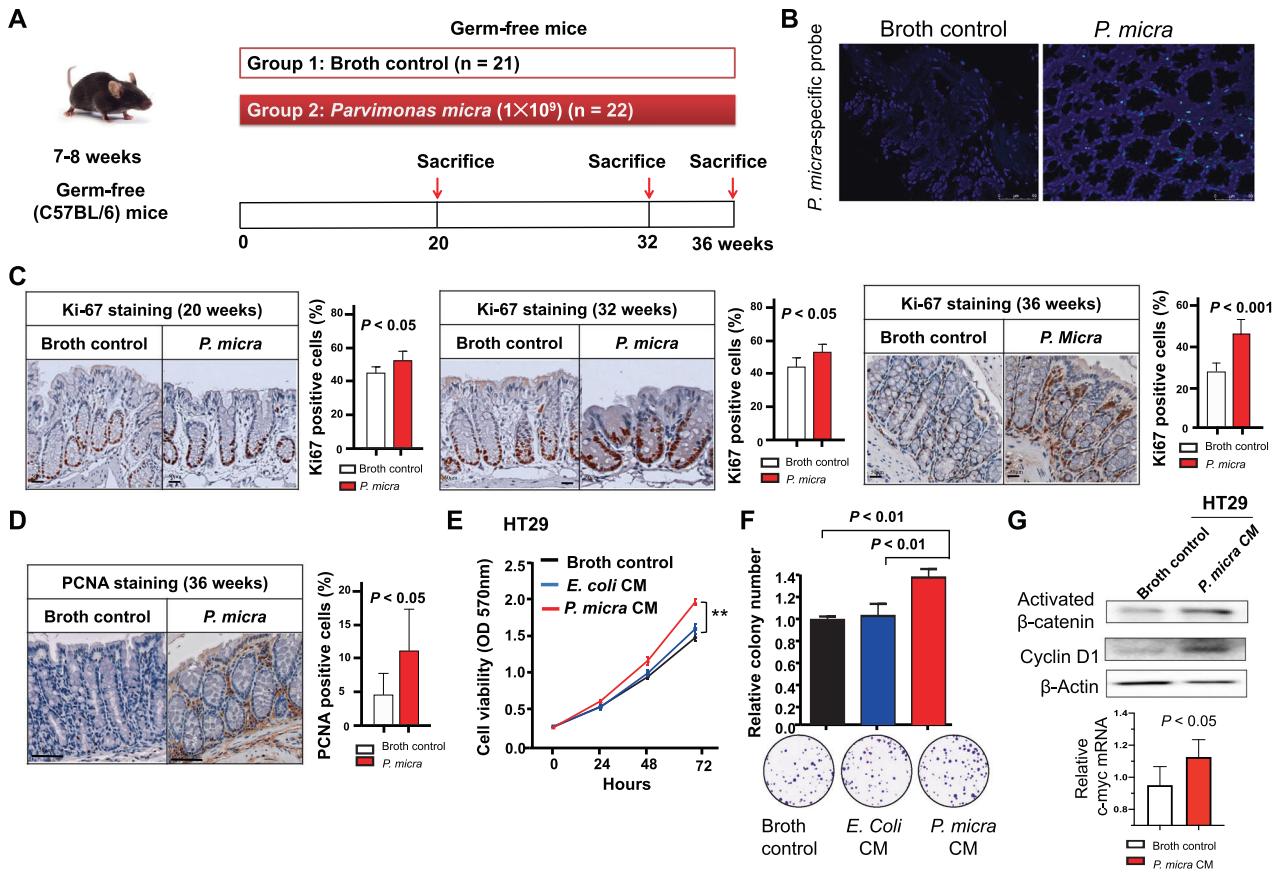 A
Germ-free mice
Group 1: Broth control (n = 21)
Group 2: Parvimonas micra (1×10⁹) (n = 22)
7-8 weeks
Germ-free
(C57BL/6) mice
Sacrifice
Sacrifice
Sacrifice
0
20
32
36 weeks
B
Broth control
P. micra
P. micra-specific probe
C
Ki-67 staining (20 weeks)
Broth control
P. micra
Ki67 positive cells (%)
80
60
40
20
0
P < 0.05
Broth control
P. micra
Ki-67 staining (32 weeks)
Broth control
P. micra
Ki67 positive cells (%)
80
60
40
20
0
P < 0.05
Broth control
P. micra
Ki-67 staining (36 weeks)
Broth control
P. Micra
Ki67 positive cells (%)
60
40
20
0
P < 0.001
Broth control
P. micra
D
PCNA staining (36 weeks)
Broth control
P. micra
PCNA positive cells (%)
20
15
10
5
0
P < 0.05
Broth control
P. micra
E
HT29
Broth control
E. coli CM
P. micra CM
Cell viability (OD 570nm)
2.5
2.0
1.5
1.0
0.5
0.0
**
0
24
48
72
Hours
F
P < 0.01
P < 0.01
Relative colony number
1.4
1.2
1.0
0.8
0.6
0.4
0.2
0.0
Broth
control
E. Coli
CM
P. micra
CM
G
HT29
Broth control
P. micra CM
Activated
β-catenin
Cyclin D1
β-Actin
P < 0.05
Relative
c-myc mRNA
1.4
1.2
1.0
0.8
Broth control
P. micra CM